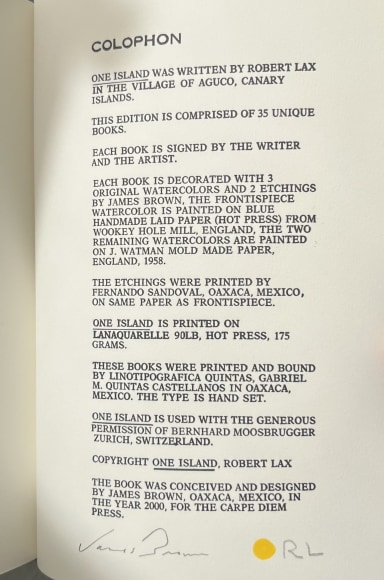 COLOPHON
ONE ISLAND WAS WRITTEN BY ROBERT LAX
IN THE VILLAGE OF AGUCO, CANARY
ISLANDS.
THIS EDITION IS COMPRISED OF 35 UNIQUE
BOOKS.
EACH BOOK IS SIGNED BY THE WRITER
AND THE ARTIST.
EACH BOOK IS DECORATED WITH 3
ORIGINAL WATERCOLORS AND 2 ETCHINGS
BY JAMES BROWN, THE FRONTISPIECE
WATERCOLOR IS PAINTED ON BLUE
HANDMADE LAID PAPER (HOT PRESS) FROM
WOOKEY HOLE MILL, ENGLAND, THE TWO
REMAINING WATERCOLORS ARE PAINTED
ON J. WATMAN MOLD MADE PAPER,
ENGLAND, 1958.
THE ETCHINGS WERE PRINTED BY
FERNANDO SANDOVAL, OAXACA, MEXICO,
ON SAME PAPER AS FRONTISPIECE.
ONE ISLAND IS PRINTED ON
LANAQUARELLE 90LB, HOT PRESS, 175
GRAMS.
THESE BOOKS WERE PRINTED AND BOUND
BY LINOTIPOGRAFICA QUINTAS, GABRIEL
M. QUINTAS CASTELLANOS IN OAXACA,
MEXICO. THE TYPE IS HAND SET.
ONE ISLAND IS USED WITH THE GENEROUS
PERMISSION OF BERNHARD MOOSBRUGGER
ZURICH, SWITZERLAND.
COPYRIGHT ONE ISLAND, ROBERT LAX
THE BOOK WAS CONCEIVED AND DESIGNED
BY JAMES BROWN, OAXACA, MEXICO, IN
THE YEAR 2000, FOR THE CARPE DIEM
PRESS.
James Brown RL